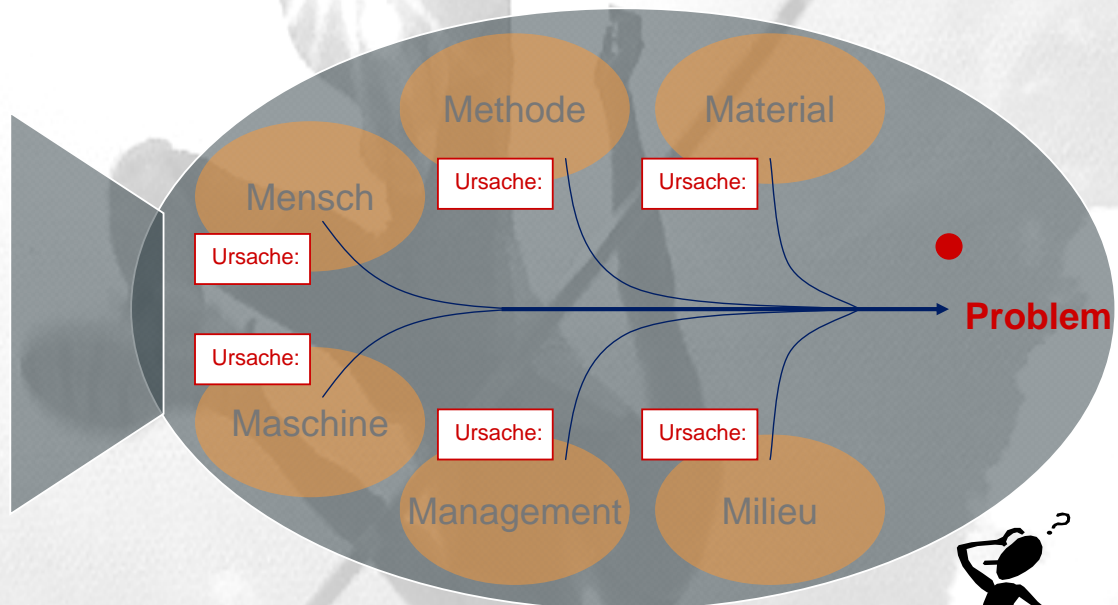 Methode
Material
Ursache:
Ursache:
Mensch
Ursache:
Problem
Ursache:
Maschine
Ursache:
Ursache:
Management
Milieu
?